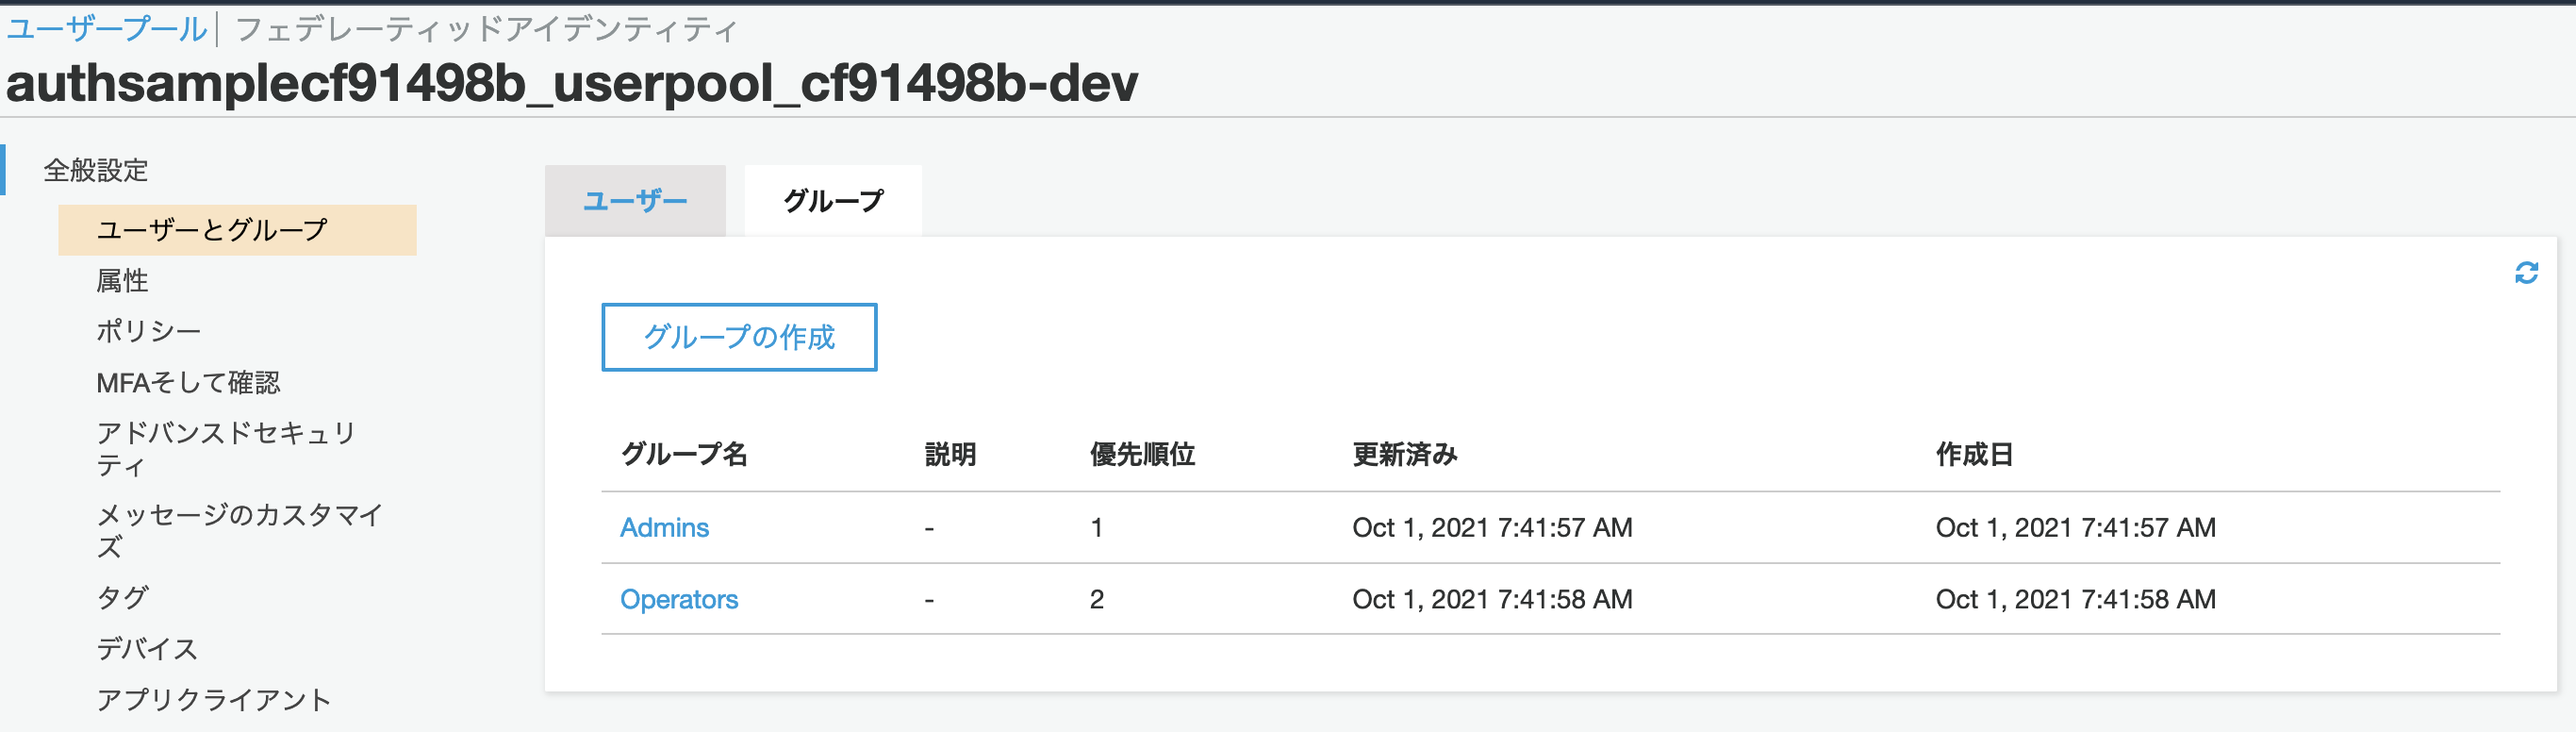 ユーザープール | フェデレーティッドアイデンティティ
authsamplecf91498b_userpool_cf91498b-dev
全般設定
ユーザーとグループ
属性
ポリシー
MFAそして確認
アドバンスドセキュリ
ティ
メッセージのカスタマイ
ズ
タグ
デバイス
アプリクライアント
ユーザー グループ
グループの作成
グループ名 説明 優先順位 更新済み 作成日
Admins - 1 Oct 1, 2021 7:41:57 AM Oct 1, 2021 7:41:57 AM
Operators - 2 Oct 1, 2021 7:41:58 AM Oct 1, 2021 7:41:58 AM